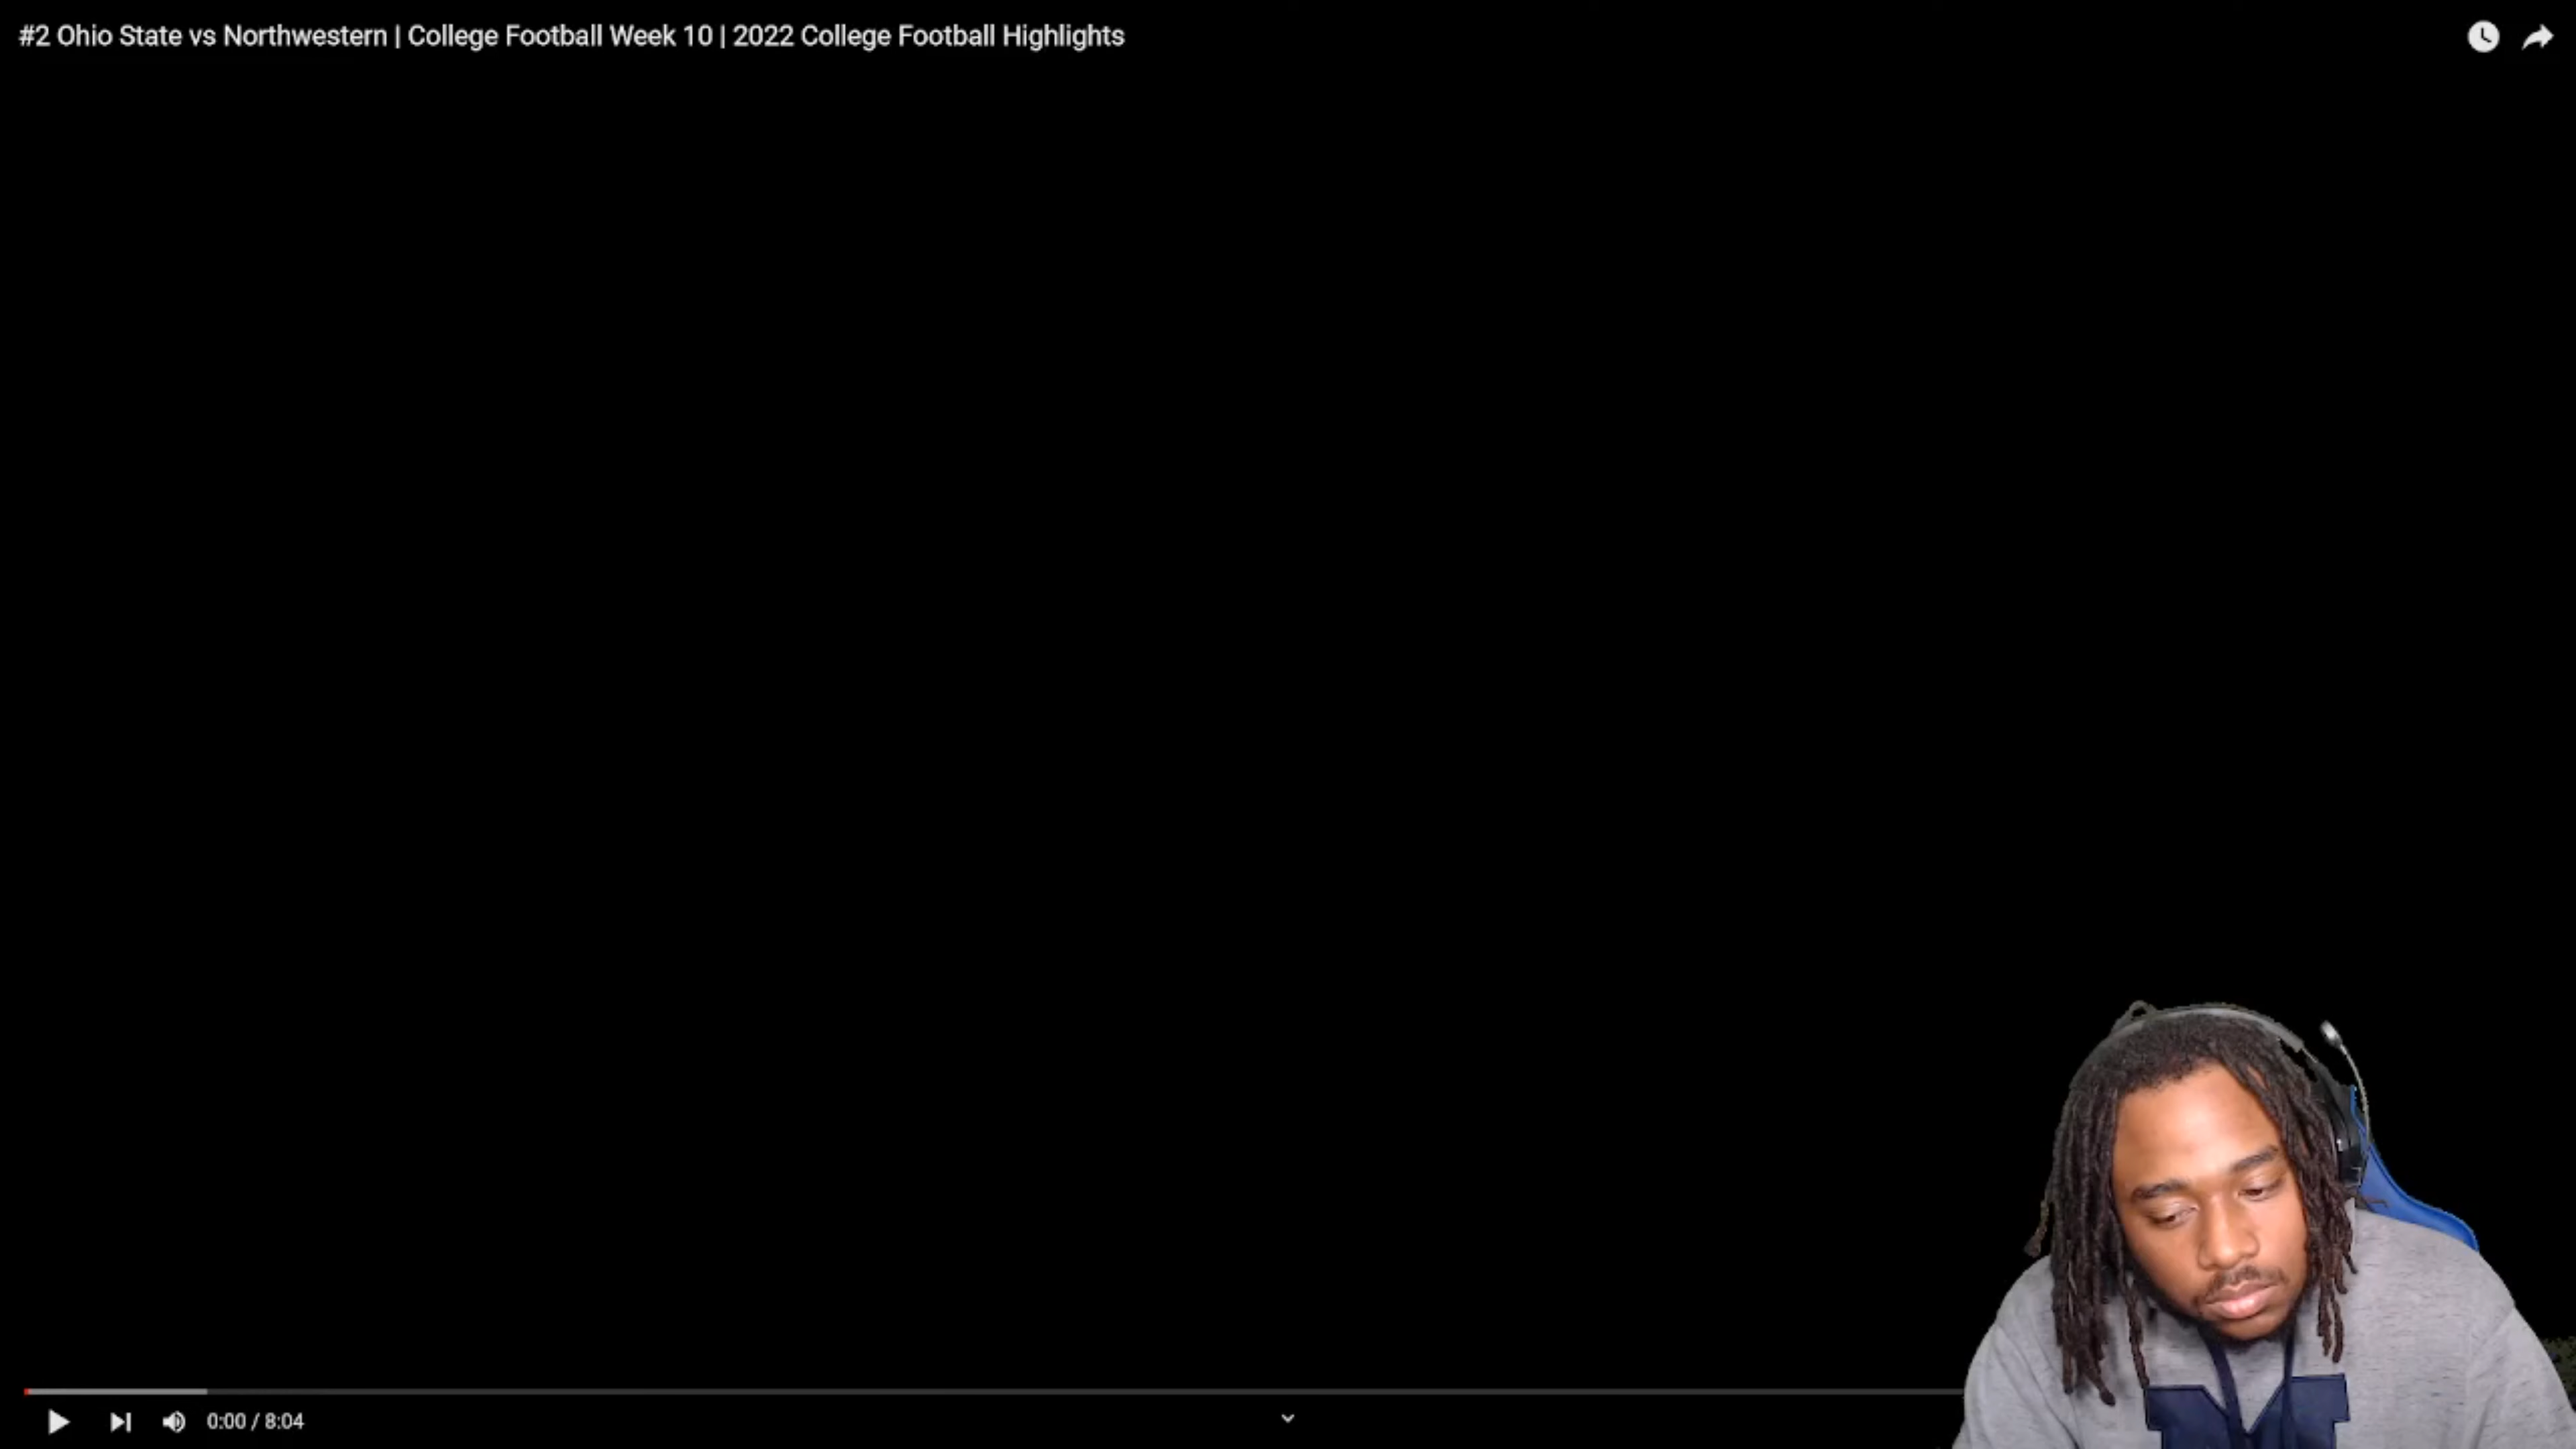 #2 Ohio State vs Northwestern | College Football Week 10 | 2022 College Football Highlights
0:00 / 8:04
M